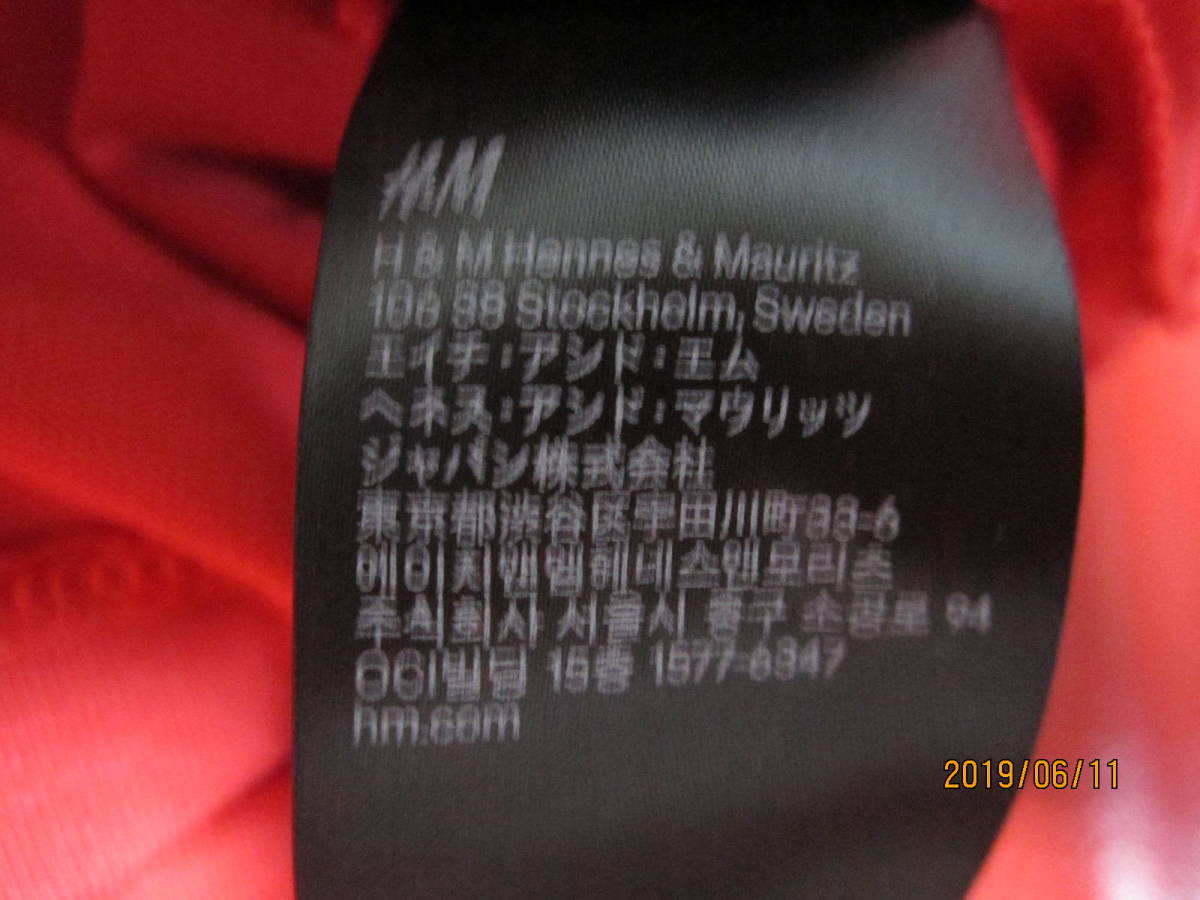 H&M
H & M Hennes & Mauritz
106 38 Stockholm, Sweden
エイチ・アンド・エム
ヘネス・アンド・マウリッツ
ジャパン株式会社
東京都渋谷区宇田川町33-6
에이치앤엠헤네스앤모리츠
주식회사 서울시 중구 소공로 94
OCI빌딩 15층 1577-6347
hm.com
2019/06/11